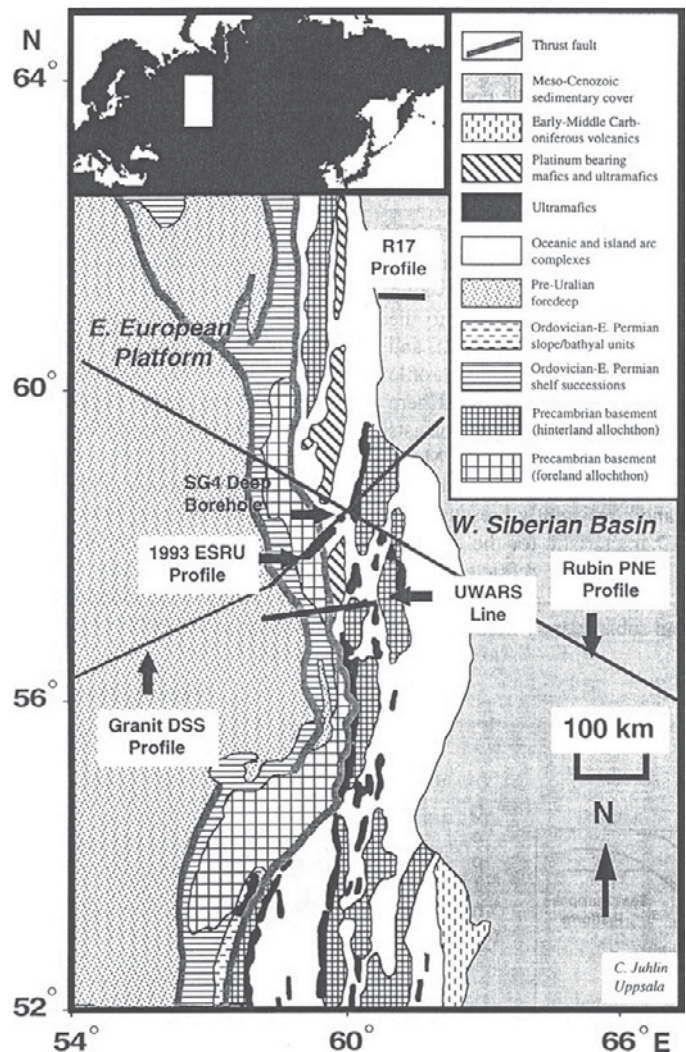 N
64°
60°
56°
52°
54°
60°
66° E
E. European
Platform
R17
Profile
SG4 Deep
Borehole
1993 ESRU
Profile
W. Siberian Basin
UWARS
Line
Rubin PNE
Profile
Granit DSS
Profile
100 km
N
C. Juhlin
Uppsala
Thrust fault
Meso-Cenozoic
sedimentary cover
Early-Middle Carb-
oniferous volcanics
Platinum bearing
mafics and ultramafics
Ultramafics
Oceanic and island arc
complexes
Pre-Uralian
foredeep
Ordovician-E. Permian
slope/bathyal units
Ordovician-E. Permian
shelf successions
Precambrian basement
(hinterland allochthon)
Precambrian basement
(foreland allochthon)